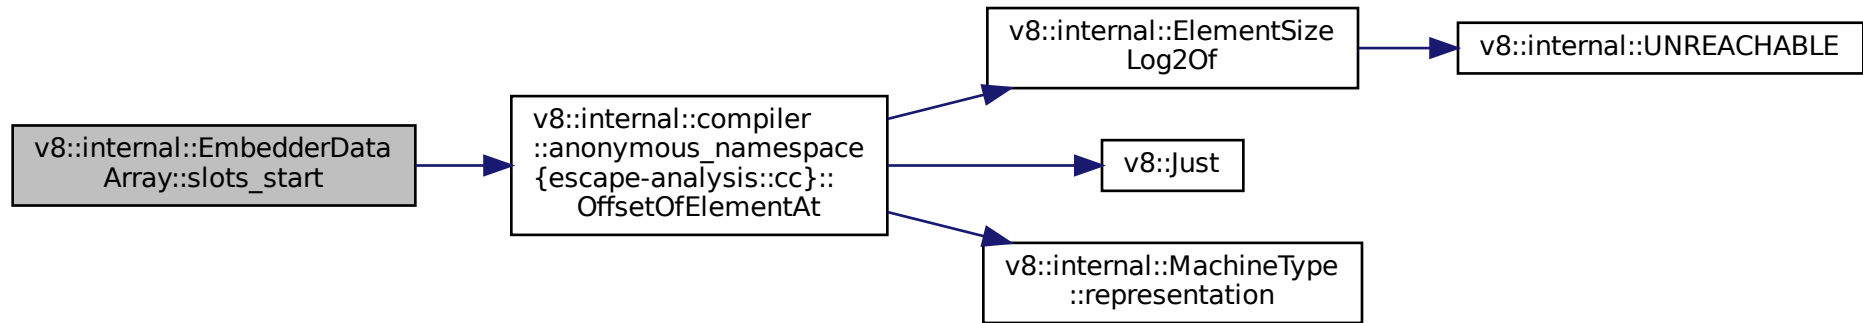 v8::internal::EmbedderData
Array::slots_start
v8::internal::compiler
::anonymous_namespace
{escape-analysis::cc}::
OffsetOfElementAt
v8::internal::ElementSize
Log2Of
v8::internal::UNREACHABLE
v8::Just
v8::internal::MachineType
::representation